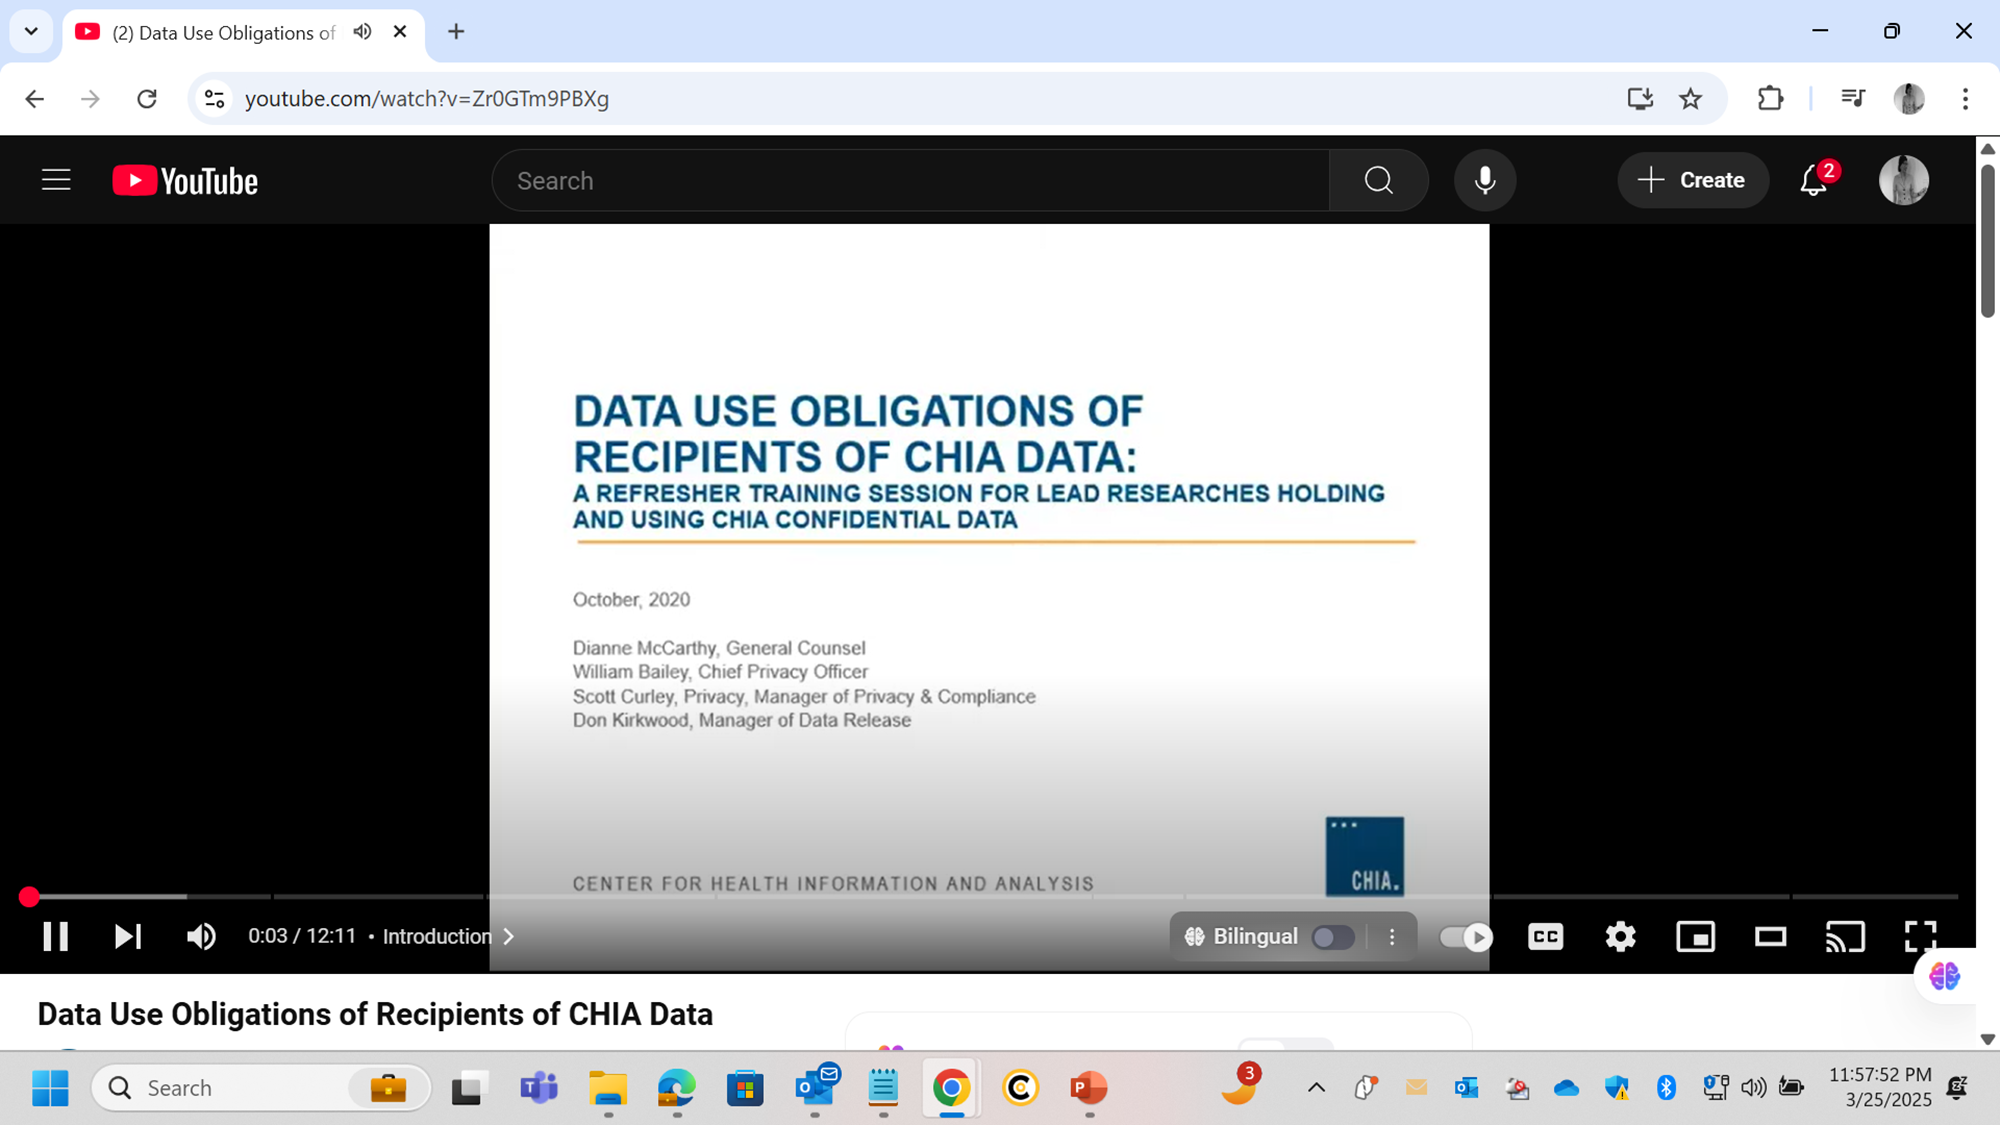 (2) Data Use Obligations of
youtube.com/watch?v=Zr0GTm9PBXg
YouTube
Search
Create
2
DATA USE OBLIGATIONS OF
RECIPIENTS OF CHIA DATA:
A REFRESHER TRAINING SESSION FOR LEAD RESEARCHES HOLDING
AND USING CHIA CONFIDENTIAL DATA
October, 2020
Dianne McCarthy, General Counsel
William Bailey, Chief Privacy Officer
Scott Curley, Privacy, Manager of Privacy & Compliance
Don Kirkwood, Manager of Data Release
CENTER FOR HEALTH INFORMATION AND ANALYSIS
CHIA.
0:03 / 12:11 • Introduction
Bilingual
CC
Data Use Obligations of Recipients of CHIA Data
Search
3
11:57:52 PM
3/25/2025